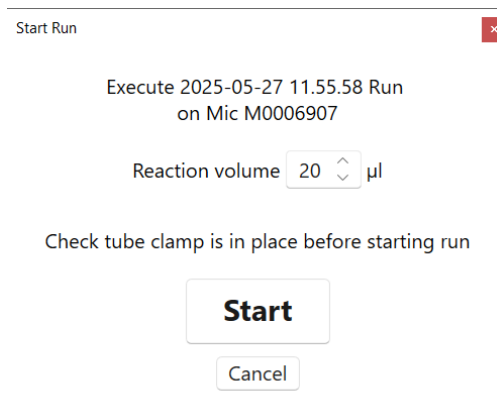 Start Run
Execute 2025-05-27 11.55.58 Run
on Mic M0006907
Reaction volume 20 µl
Check tube clamp is in place before starting run
Start
Cancel